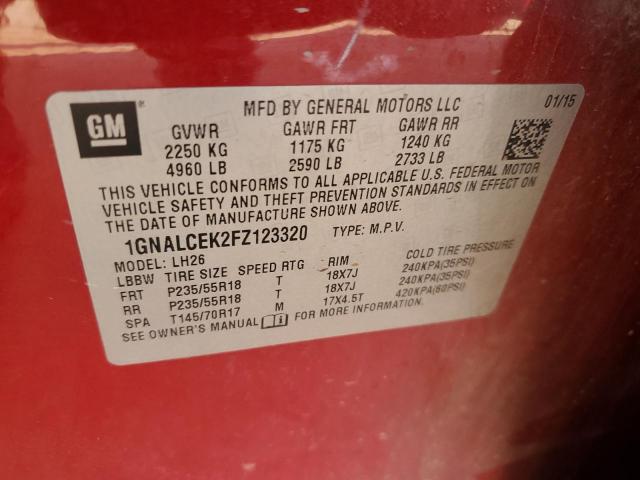 GM
MFD BY GENERAL MOTORS LLC 01/15
GVWR GAWR FRT GAWR RR
2250 KG 1175 KG 1240 KG
4960 LB 2590 LB 2733 LB
THIS VEHICLE CONFORMS TO ALL APPLICABLE U.S. FEDERAL MOTOR
VEHICLE SAFETY AND THEFT PREVENTION STANDARDS IN EFFECT ON
THE DATE OF MANUFACTURE SHOWN ABOVE.
1GNALCEK2FZ123320 TYPE: M.P.V.
MODEL: LH26
LBBW TIRE SIZE SPEED RTG RIM COLD TIRE PRESSURE
FRT P235/55R18 T 18X7J 240KPA(35PSI)
RR P235/55R18 T 18X7J 240KPA(35PSI)
SPA T145/70R17 M 17X4.5T 420KPA(60PSI)
SEE OWNER'S MANUAL FOR MORE INFORMATION.